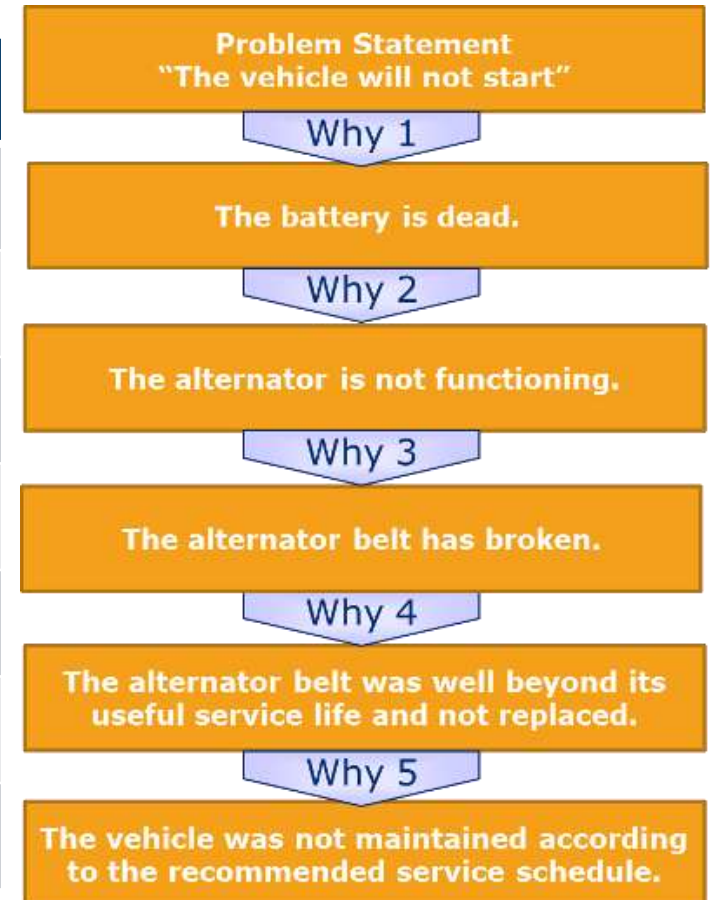 Problem Statement
“The vehicle will not start”
Why 1
The battery is dead.
Why 2
The alternator is not functioning.
Why 3
The alternator belt has broken.
Why 4
The alternator belt was well beyond its
useful service life and not replaced.
Why 5
The vehicle was not maintained according
to the recommended service schedule.